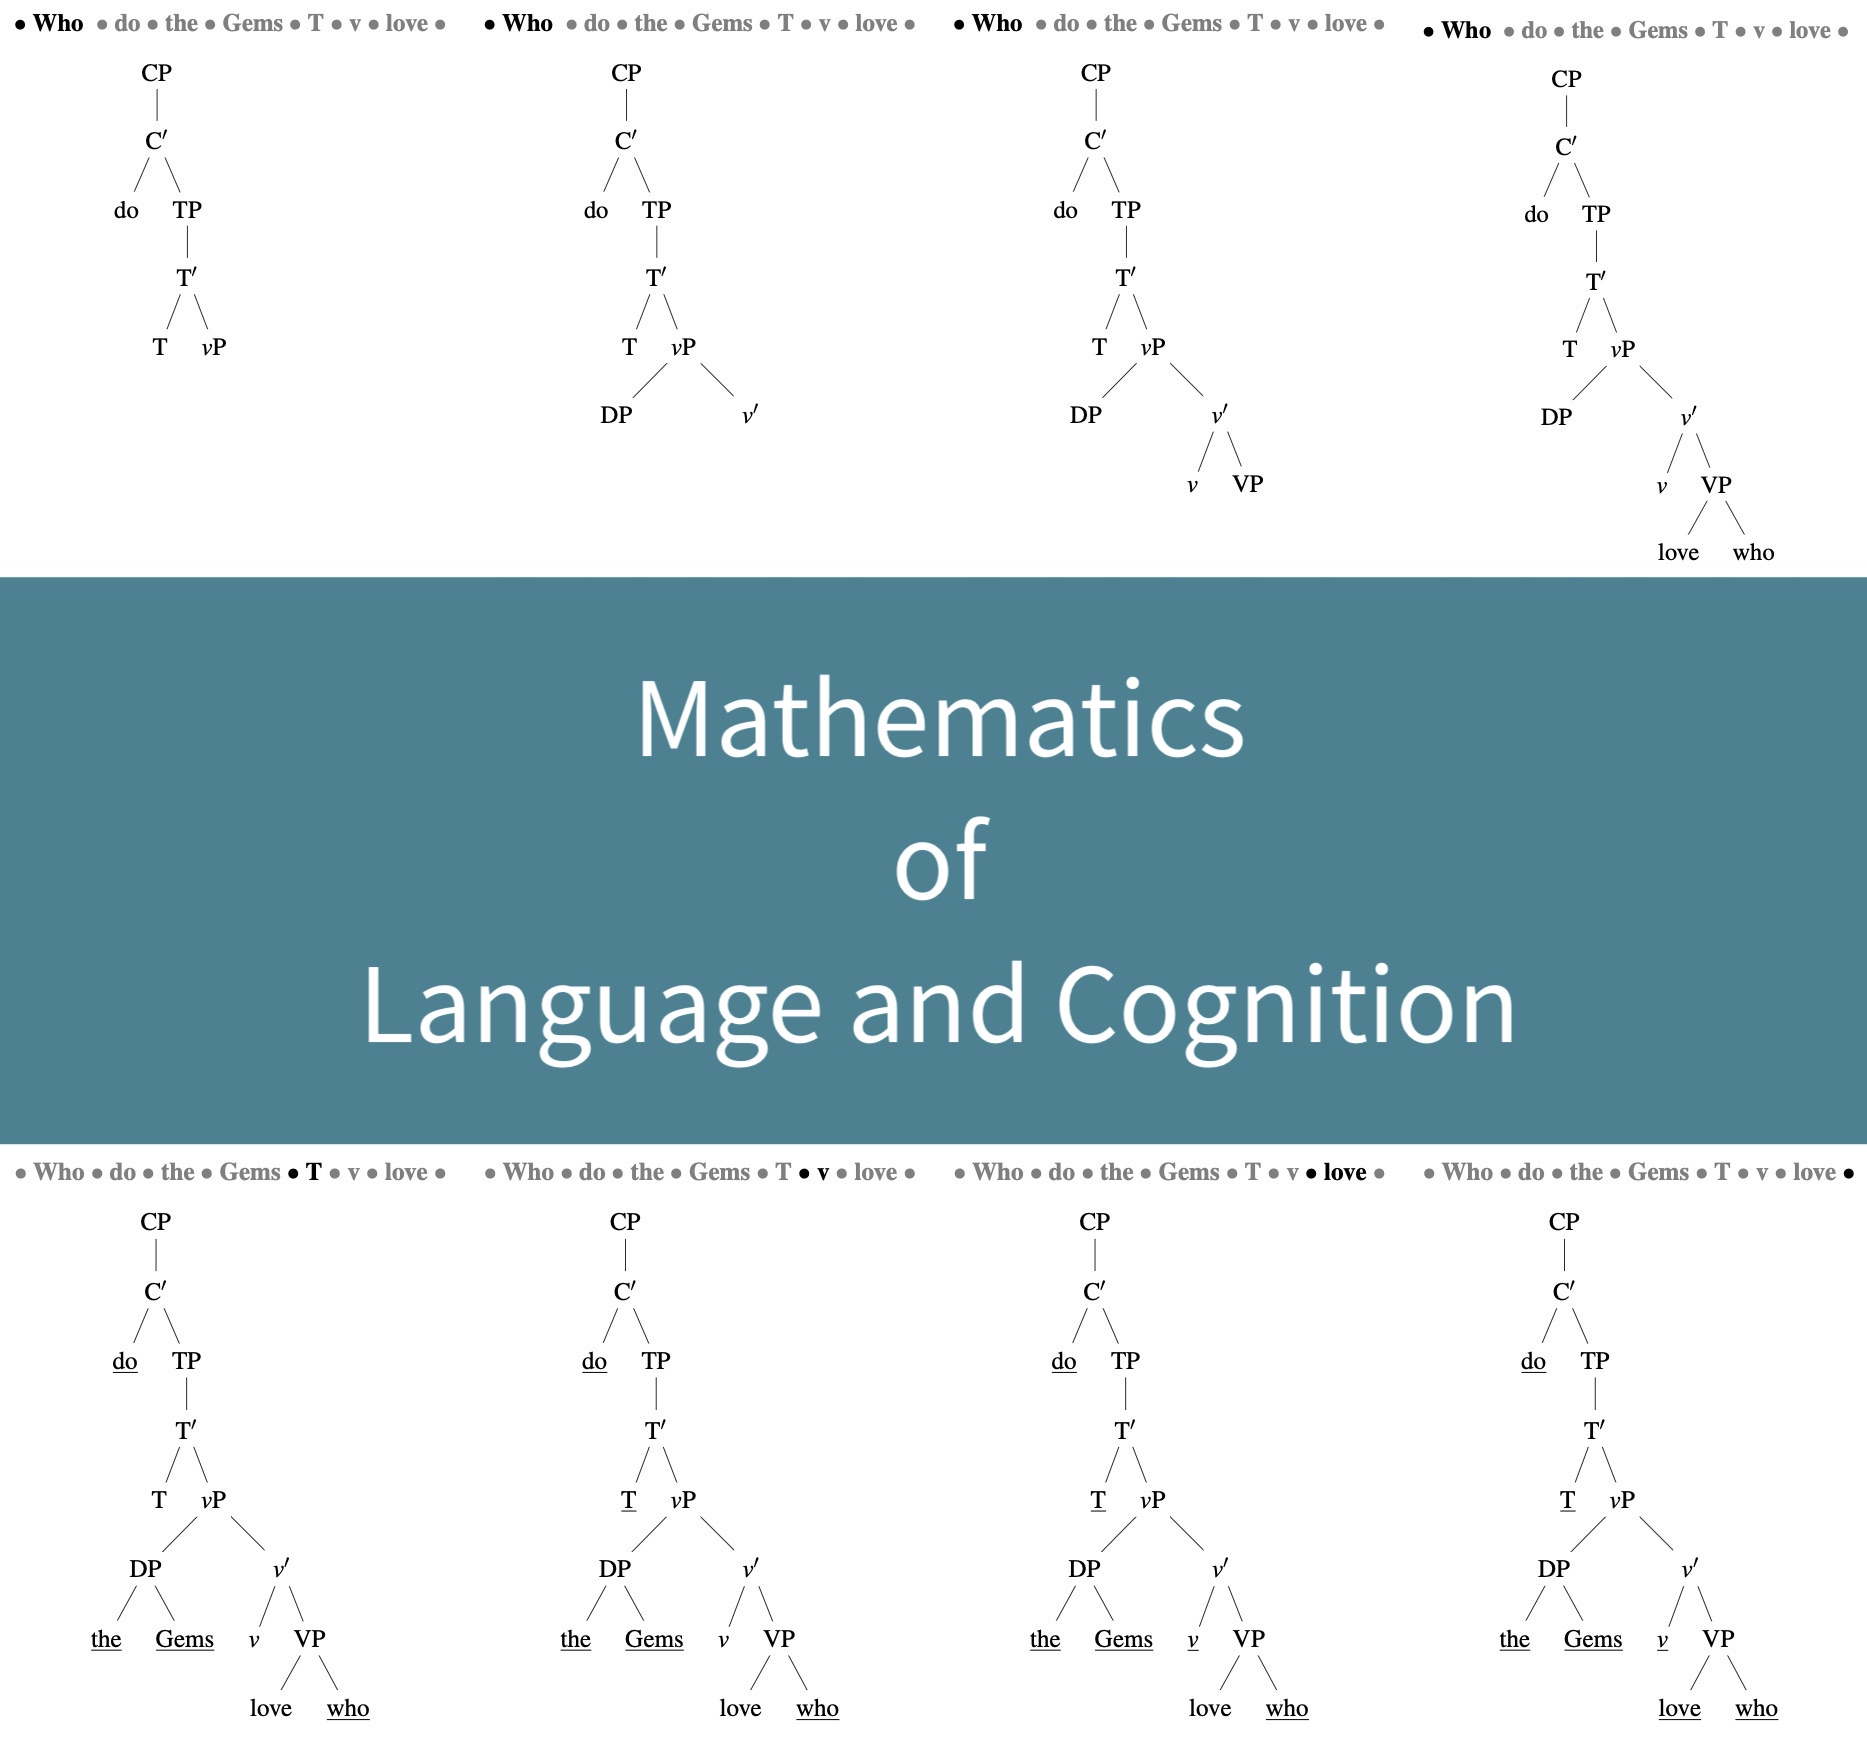 ● Who ● do ● the ● Gems ● T ● v ● love ●
CP
C′
do TP
T′
T vP
● Who ● do ● the ● Gems ● T ● v ● love ●
CP
C′
do TP
T′
T vP
DP v′
● Who ● do ● the ● Gems ● T ● v ● love ●
CP
C′
do TP
T′
T vP
DP v′
v VP
● Who ● do ● the ● Gems ● T ● v ● love ●
CP
C′
do TP
T′
T vP
DP v′
v VP
love who
Mathematics
of
Language and Cognition
● Who ● do ● the ● Gems ● T ● v ● love ●
CP
C′
do TP
T′
T vP
DP v′
the Gems v VP
love who
● Who ● do ● the ● Gems ● T ● v ● love ●
CP
C′
do TP
T′
T vP
DP v′
the Gems v VP
love who
● Who ● do ● the ● Gems ● T ● v ● love ●
CP
C′
do TP
T′
T vP
DP v′
the Gems v VP
love who
● Who ● do ● the ● Gems ● T ● v ● love ●
CP
C′
do TP
T′
T vP
DP v′
the Gems v VP
love who